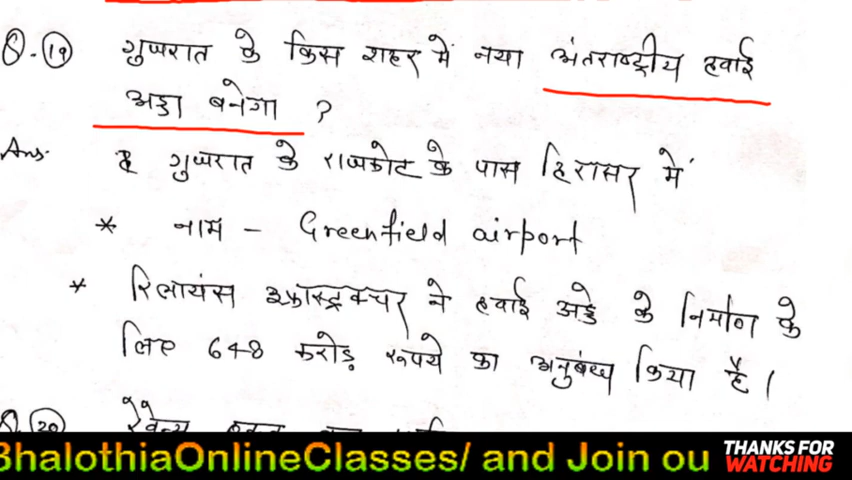 Q. 19 गुजरात के किस शहर में नया अंतराष्ट्रीय हवाई
अड्डा बनेगा ?
Ans. गुजरात के राजकोट के पास हिरासर में
* नाम - Greenfield airport
* रिलायंस इंफ्रास्ट्रक्चर ने हवाई अड्डे के निर्माण के
लिए 648 करोड़ रूपये का अनुबंध किया है।
Q. 20
BhalothiaOnlineClasses/ and Join ou
THANKS FOR
WATCHING